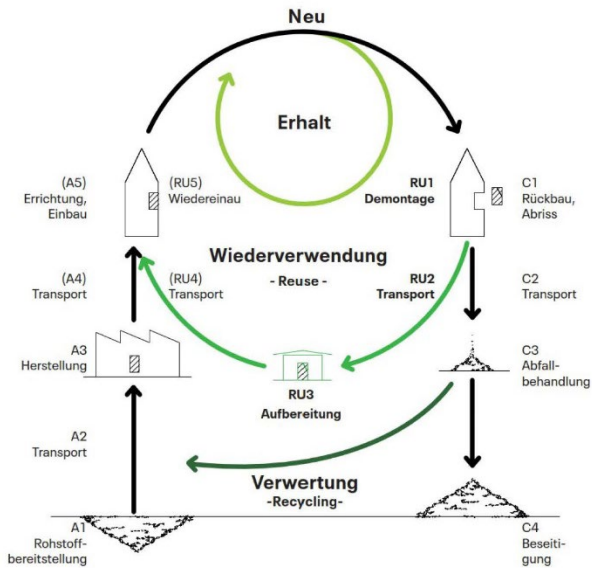 Neu
Erhalt
(A5)
Errichtung,
Einbau
(RU5)
Wiedereinau
RU1
Demontage
C1
Rückbau,
Abriss
Wiederverwendung
- Reuse -
(A4)
Transport
(RU4)
Transport
RU2
Transport
C2
Transport
A3
Herstellung
RU3
Aufbereitung
C3
Abfall-
behandlung
A2
Transport
Verwertung
-Recycling-
A1
Rohstoff-
bereitstellung
C4
Beseiti-
gung